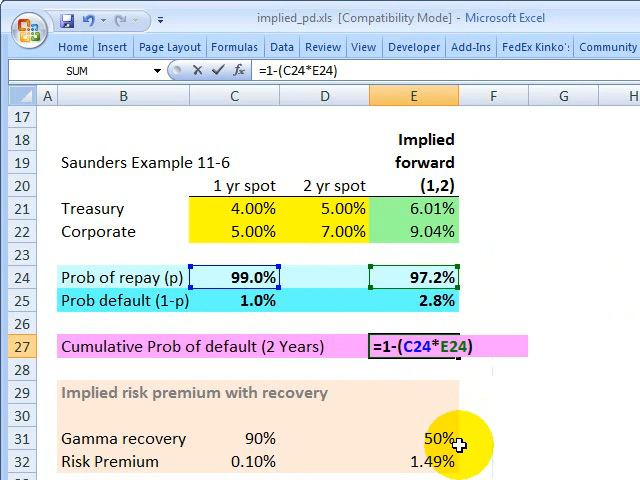 implied_pd.xls [Compatibility Mode] - Microsoft Excel
Home Insert Page Layout Formulas Data Review View Developer Add-Ins FedEx Kinko's Community
SUM =1-(C24*E24)
A B C D E F G H
17
18 Implied
19 Saunders Example 11-6 forward
20 1 yr spot 2 yr spot (1,2)
21 Treasury 4.00% 5.00% 6.01%
22 Corporate 5.00% 7.00% 9.04%
23
24 Prob of repay (p) 99.0% 97.2%
25 Prob default (1-p) 1.0% 2.8%
26
27 Cumulative Prob of default (2 Years) =1-(C24*E24)
28
29 Implied risk premium with recovery
30
31 Gamma recovery 90% 50%
32 Risk Premium 0.10% 1.49%